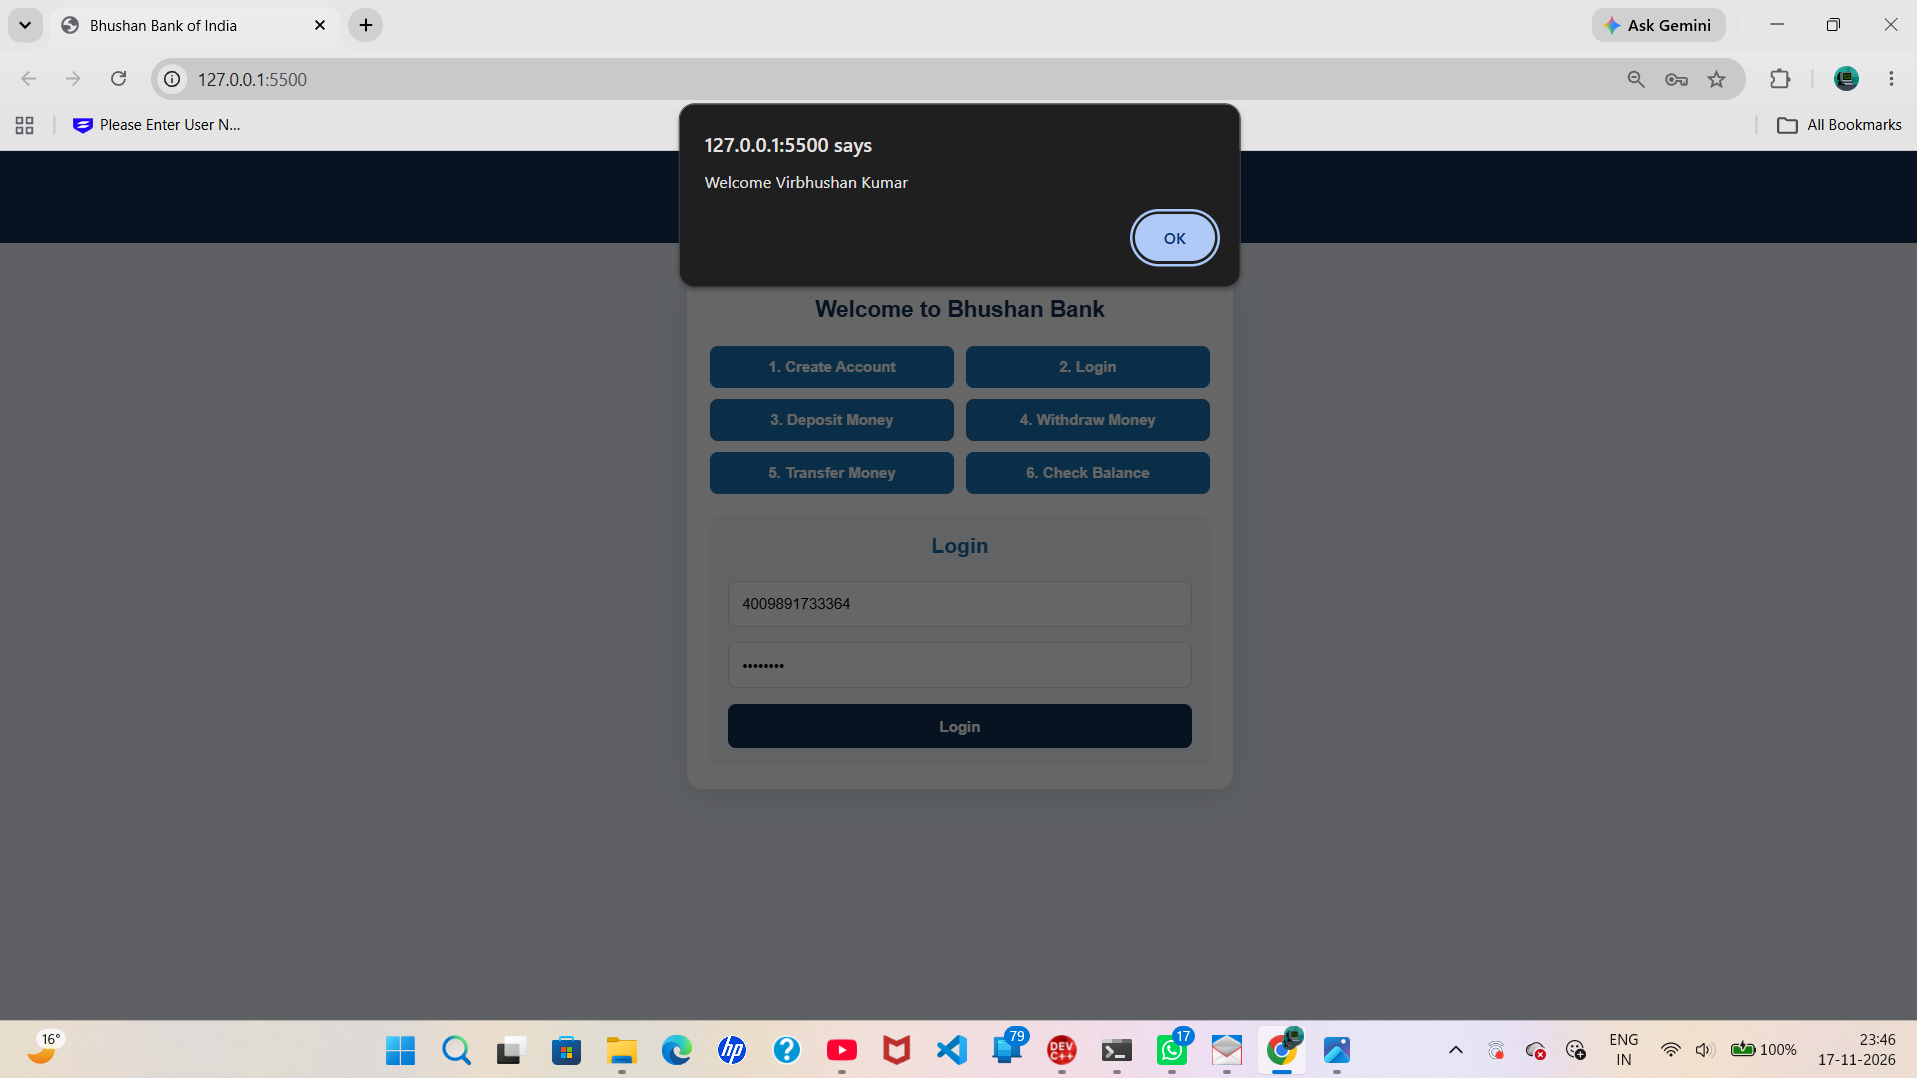 Bhushan Bank of India
Ask Gemini
127.0.0.1:5500
Please Enter User N...
All Bookmarks
127.0.0.1:5500 says
Welcome Virbhushan Kumar
OK
Welcome to Bhushan Bank
1. Create Account
2. Login
3. Deposit Money
4. Withdraw Money
5. Transfer Money
6. Check Balance
Login
4009891733364
••••••••
Login
16°
hp
79
DEV
C++
17
ENG
IN
100%
23:46
17-11-2026